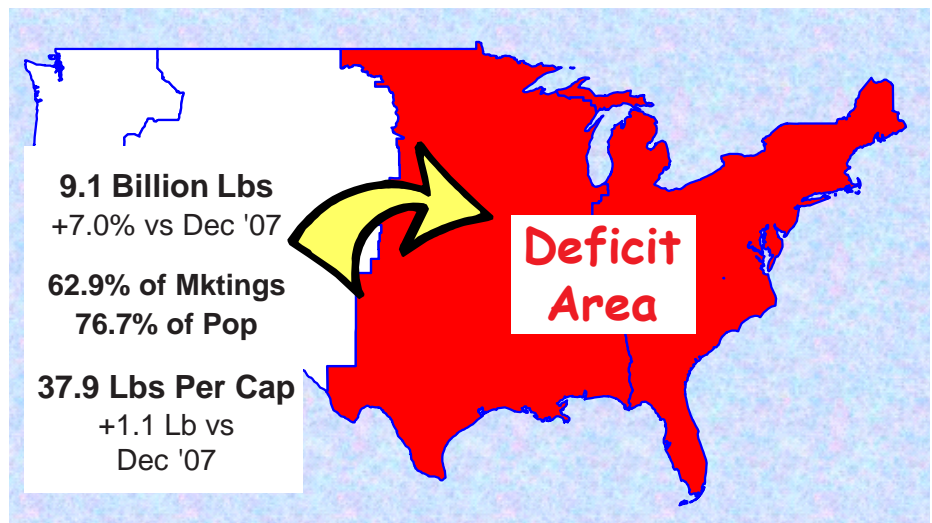 9.1 Billion Lbs
+7.0% vs Dec '07
62.9% of Mktings
76.7% of Pop
37.9 Lbs Per Cap
+1.1 Lb vs
Dec '07
Deficit
Area